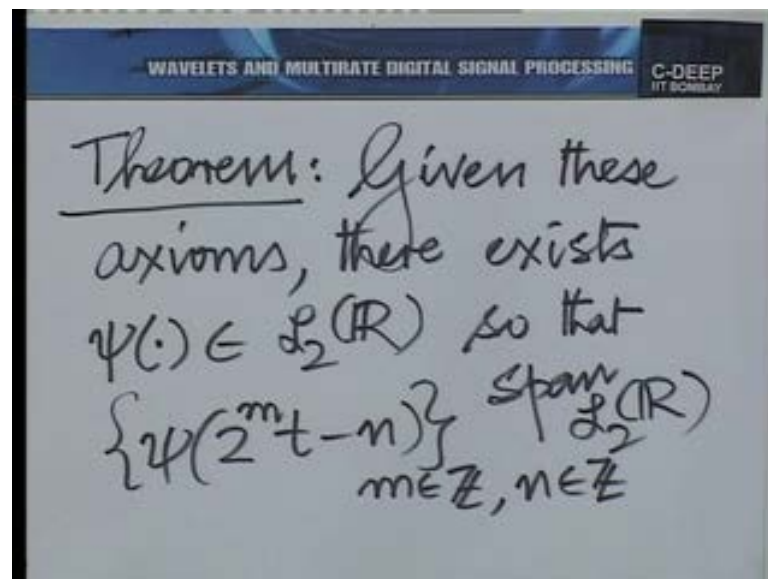 WAVELETS AND MULTIRATE DIGITAL SIGNAL PROCESSING
C-DEEP
IIT BOMBAY
Theorem: Given these
axioms, there exists
ψ(·) ∈ ℒ₂(ℝ) so that
{ψ(2ᵐt-n)} span ℒ₂(ℝ)
m∈ℤ, n∈ℤ